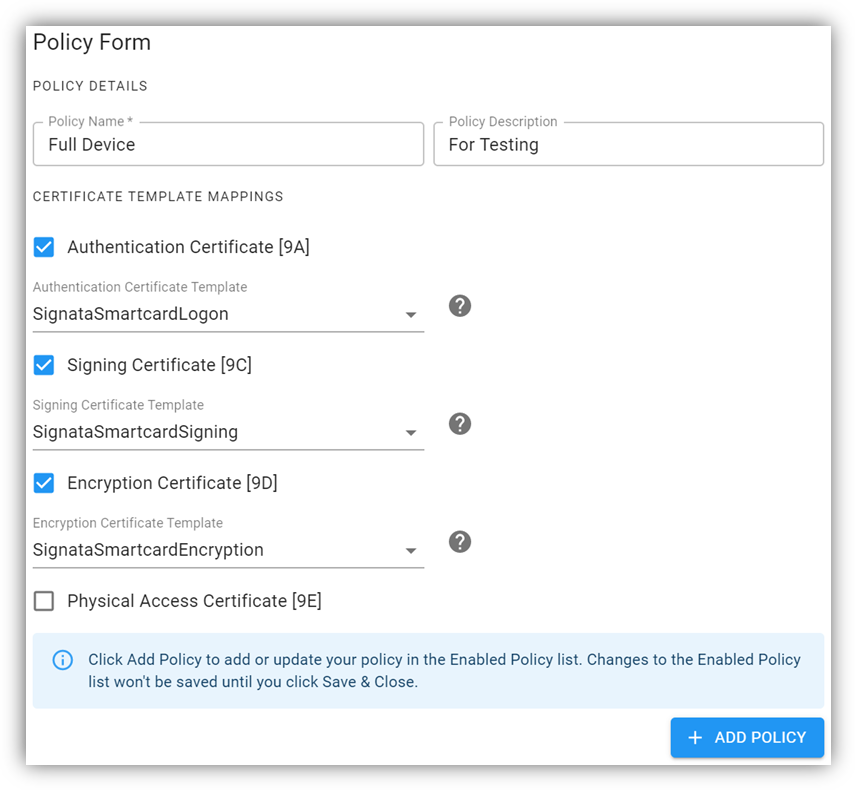 Policy Form
POLICY DETAILS
Policy Name *
Full Device
Policy Description
For Testing
CERTIFICATE TEMPLATE MAPPINGS
Authentication Certificate [9A]
Authentication Certificate Template
SignataSmartcardLogon
Signing Certificate [9C]
Signing Certificate Template
SignataSmartcardSigning
Encryption Certificate [9D]
Encryption Certificate Template
SignataSmartcardEncryption
Physical Access Certificate [9E]
Click Add Policy to add or update your policy in the Enabled Policy list. Changes to the Enabled Policy
list won't be saved until you click Save & Close.
+ ADD POLICY